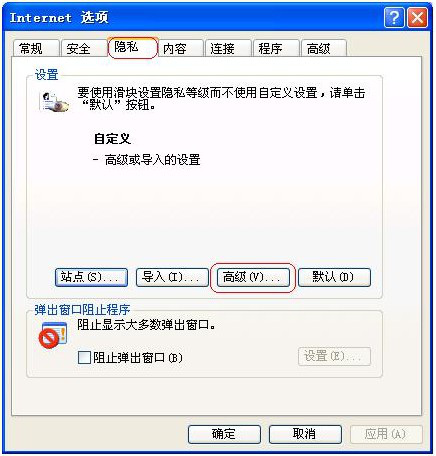 Internet 选项
常规 安全 隐私 内容 连接 程序 高级
设置
要使用滑块设置隐私等级而不使用自定义设置，请单击
“默认”按钮。
自定义
- 高级或导入的设置
站点(S)... 导入(I)... 高级(V)... 默认(D)
弹出窗口阻止程序
阻止显示大多数弹出窗口。
阻止弹出窗口(B) 设置(E)...
确定 取消 应用(A)